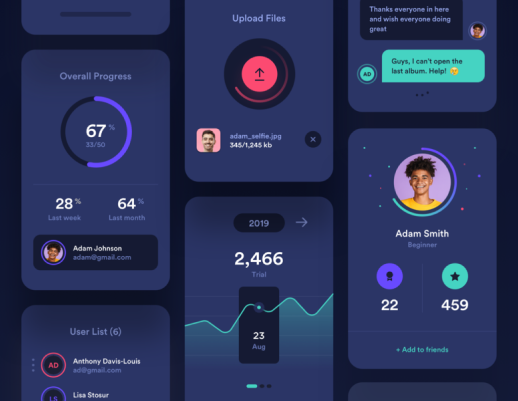 Overall Progress
67 %
33/50
28 %
Last week
64 %
Last month
Adam Johnson
adam@gmail.com
User List (6)
AD
Anthony Davis-Louis
ad@gmail.com
LS
Lisa Stosur
Upload Files
adam_selfie.jpg
345/1,245 kb
2019
2,466
Trial
23
Aug
Thanks everyone in here
and wish everyone doing
great
AD
Guys, I can't open the
last album. Help! 😢
Adam Smith
Beginner
22
459
+ Add to friends